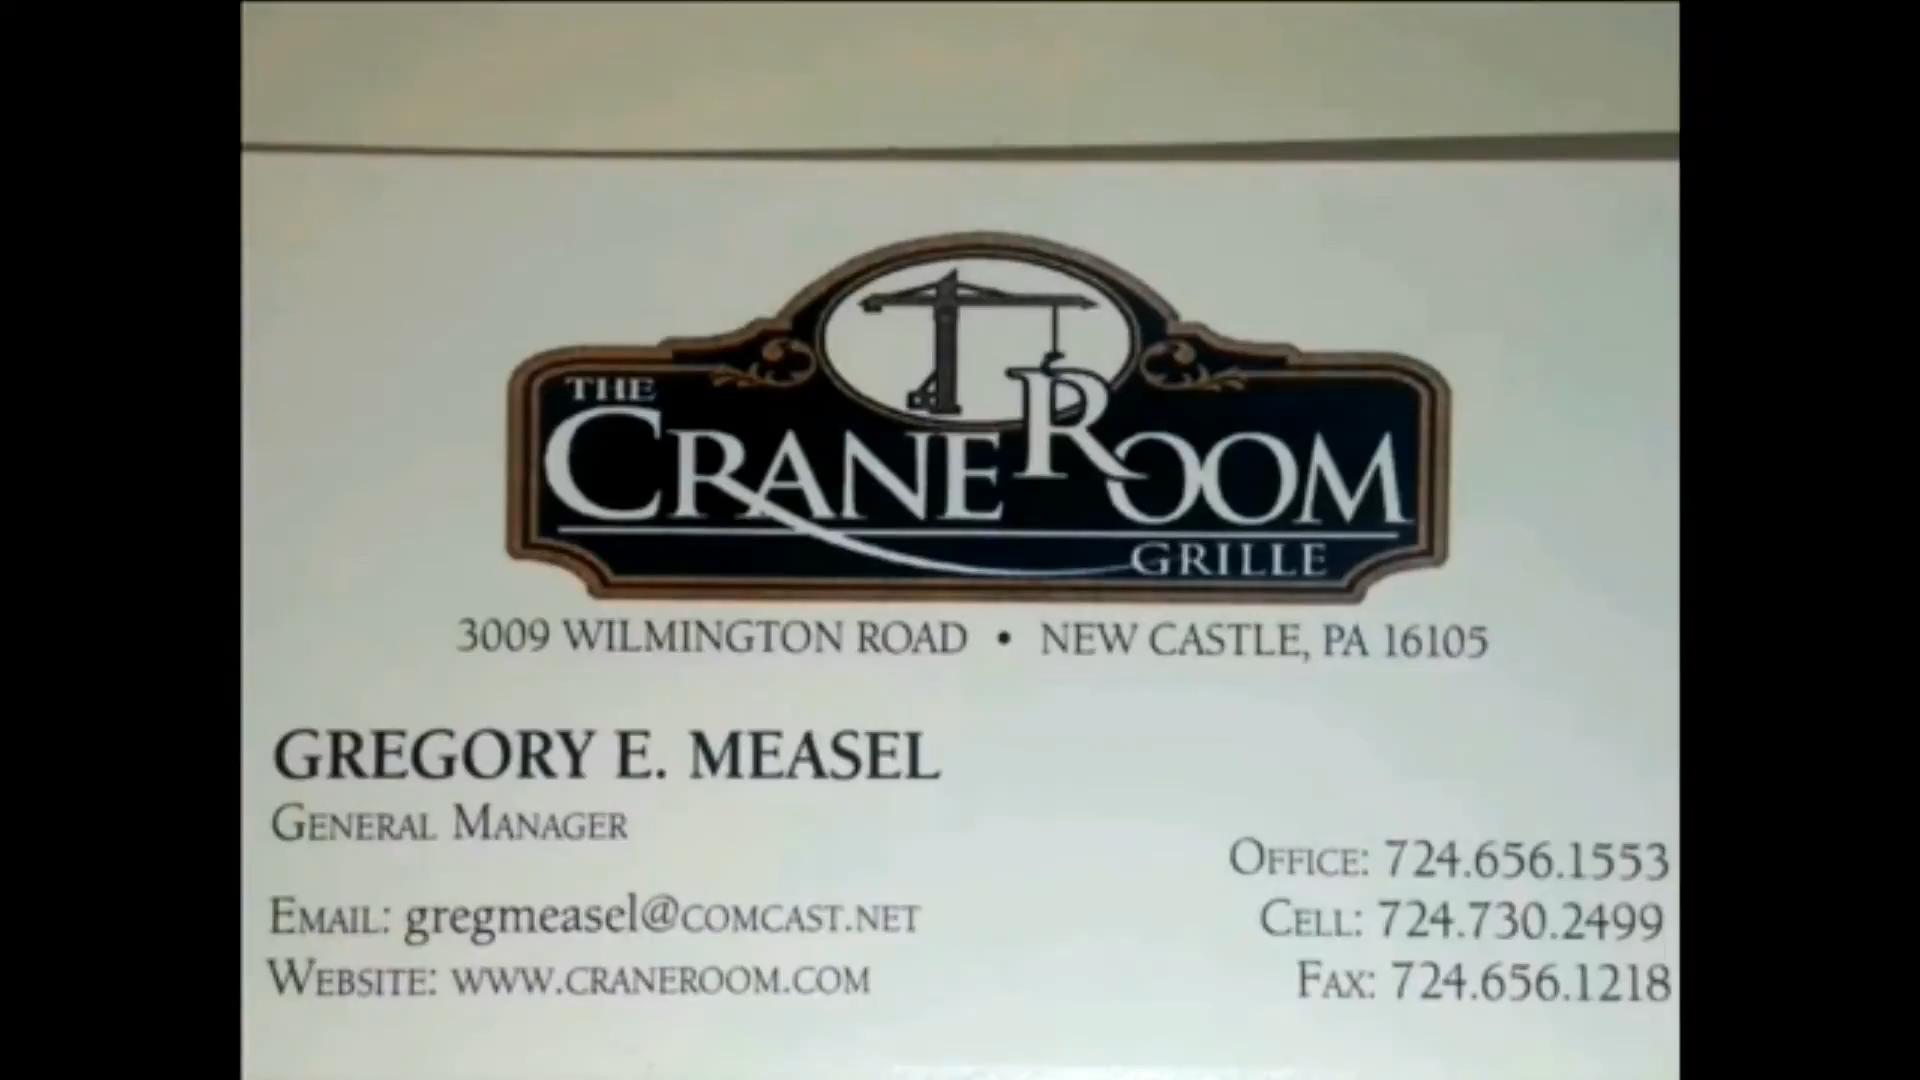 THE
CRANE ROOM
GRILLE
3009 WILMINGTON ROAD • NEW CASTLE, PA 16105
GREGORY E. MEASEL
GENERAL MANAGER
EMAIL: gregmeasel@COMCAST.NET
WEBSITE: WWW.CRANEROOM.COM
OFFICE: 724.656.1553
CELL: 724.730.2499
FAX: 724.656.1218